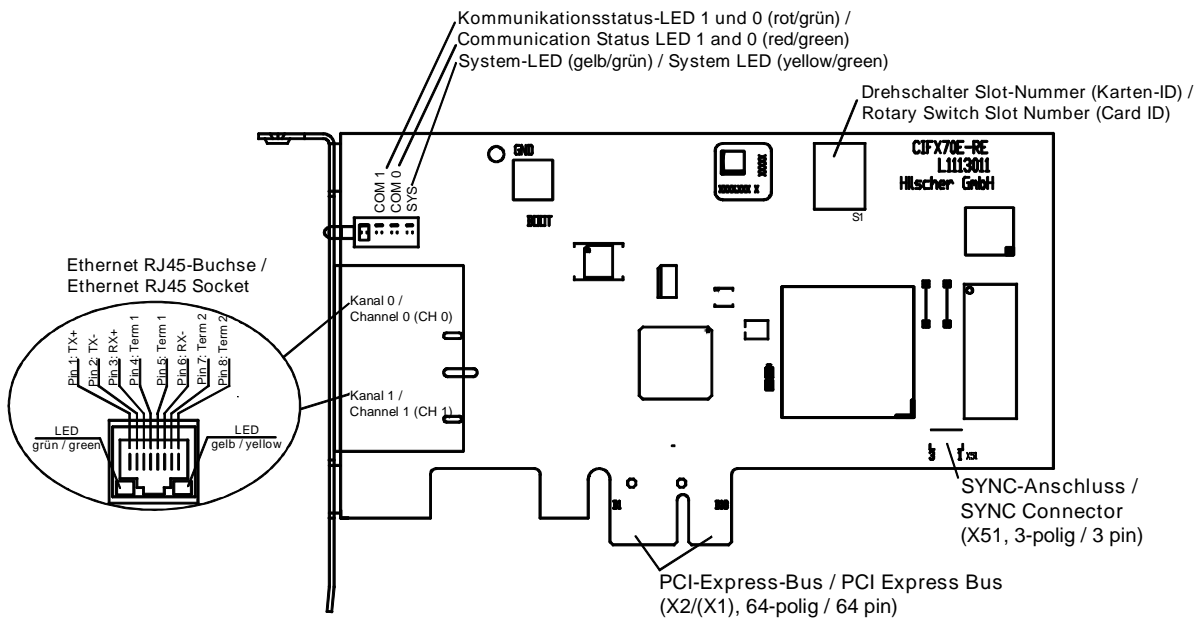 Kommunikationsstatus-LED 1 und 0 (rot/grün) /
Communication Status LED 1 and 0 (red/green)
System-LED (gelb/grün) / System LED (yellow/green)
Drehschalter Slot-Nummer (Karten-ID) /
Rotary Switch Slot Number (Card ID)
COM 1
COM 0
SYS
GND
BOOT
XXXXX
XXXXXXX X
S1
CIFX70E-RE
L1113011
Hilscher GmbH
Ethernet RJ45-Buchse /
Ethernet RJ45 Socket
Pin 1: TX+
Pin 2: TX-
Pin 3: RX+
Pin 4: Term 1
Pin 5: Term 1
Pin 6: RX-
Pin 7: Term 2
Pin 8: Term 2
LED
grün / green
LED
gelb / yellow
Kanal 0 /
Channel 0 (CH 0)
Kanal 1 /
Channel 1 (CH 1)
3
1
X51
SYNC-Anschluss /
SYNC Connector
(X51, 3-polig / 3 pin)
PCI-Express-Bus / PCI Express Bus
(X2/(X1), 64-polig / 64 pin)